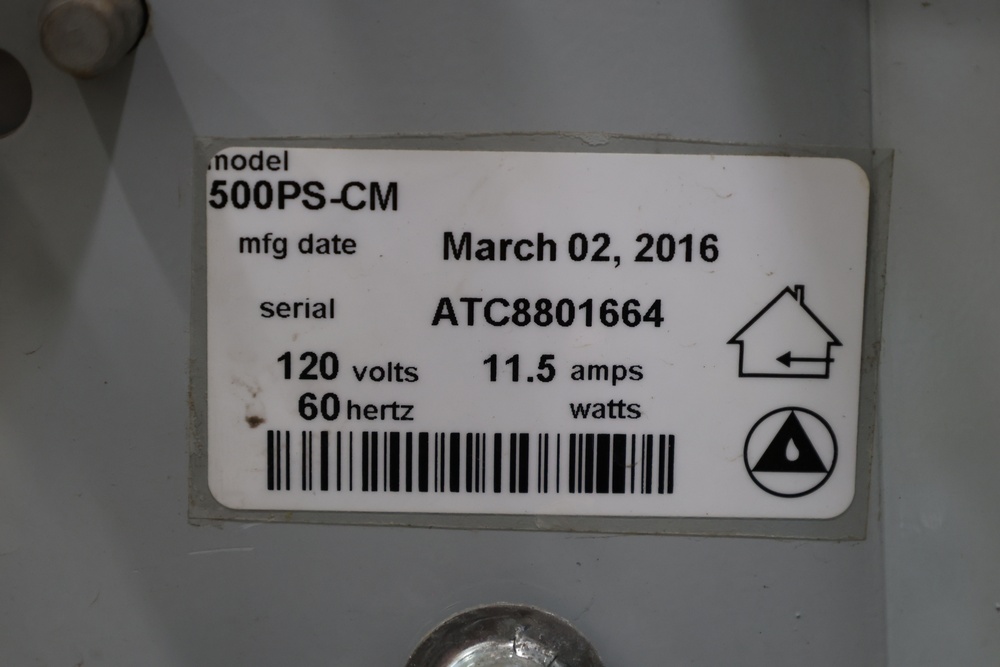 model
500PS-CM
mfg date March 02, 2016
serial ATC8801664
120 volts 11.5 amps
60 hertz watts